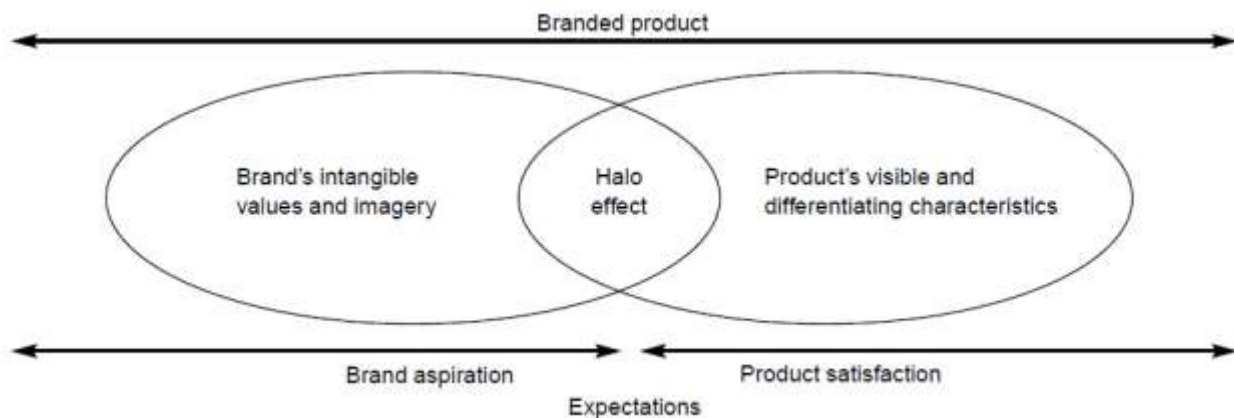 Branded product
Brand's intangible
values and imagery
Halo
effect
Product's visible and
differentiating characteristics
Brand aspiration
Product satisfaction
Expectations